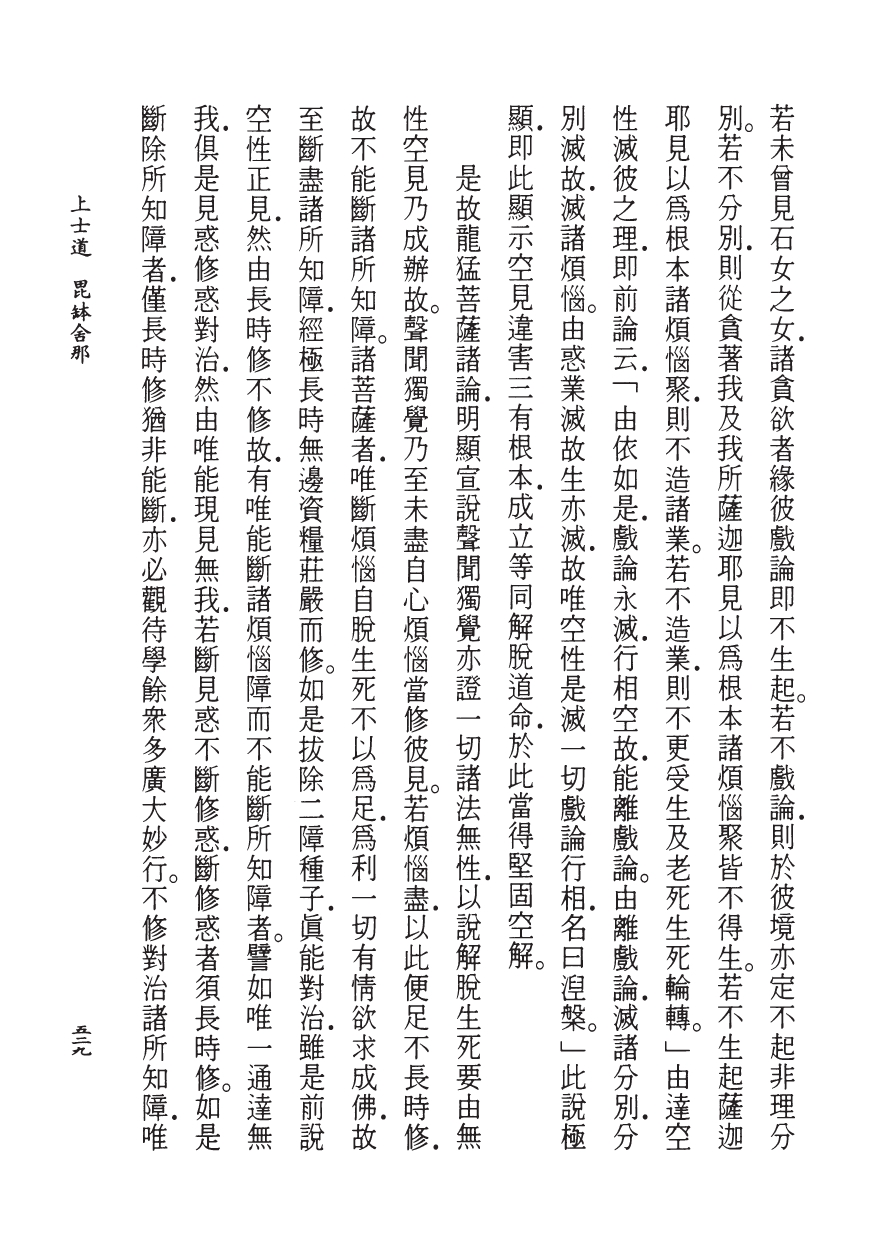 若未曾見石女之女．諸貪欲者緣彼戲論即不生起。若不戲論．則於彼境亦定不起非理分
別。若不分別．則從貪著我及我所薩迦耶見以爲根本諸煩惱聚皆不得生。若不生起薩迦
耶見以爲根本諸煩惱聚．則不造諸業。若不造業．則不更受生及老死生死輪轉。」由達空
性滅彼之理．即前論云．「由依如是．戲論永滅．行相空故．能離戲論。由離戲論．滅諸分別．分
別滅故．滅諸煩惱。由惑業滅故生亦滅．故唯空性是滅一切戲論行相．名曰湼槃。」此說極
顯．即此顯示空見違害三有根本．成立等同解脫道命．於此當得堅固空解。
是故龍猛菩薩諸論．明顯宣說聲聞獨覺亦證一切諸法無性．以說解脫生死要由無
性空見乃成辦故。聲聞獨覺乃至未盡自心煩惱當修彼見。若煩惱盡．以此便足不長時修．
故不能斷諸所知障。諸菩薩者．唯斷煩惱自脫生死不以爲足．爲利一切有情欲求成佛．故
至斷盡諸所知障．經極長時無邊資糧莊嚴而修。如是拔除二障種子．眞能對治．雖是前說
空性正見．然由長時修不修故．有唯能斷諸煩惱障而不能斷所知障者。譬如唯一通達無
我．俱是見惑修惑對治．然由唯能現見無我．若斷見惑不斷修惑．斷修惑者須長時修。如是
斷除所知障者．僅長時修猶非能斷．亦必觀待學餘衆多廣大妙行。不修對治諸所知障．唯
上士道　毘鉢舍那
五二九